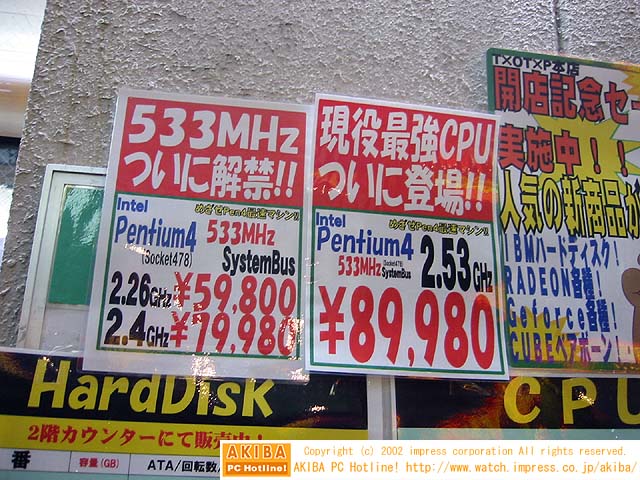 533MHz
ついに解禁!!
Intel
めざせPen4最速マシン!!
Pentium4
(Socket478)
533MHz
SystemBus
2.26GHz ¥59,800
2.4GHz ¥79,980
現役最強CPU
ついに登場!!
Intel
めざせPen4最速マシン!!
Pentium4
(Socket478)
533MHz SystemBus
2.53GHz
¥89,980
T×OT×P本店
開店記念セ
実施中!!
人気の新商品が
IBMハードディスク!
RADEON各種!
Geforce各種!
CUBEベアボーン!
HardDisk
2階カウンターにて販売中!
番 容量(GB) ATA/回転数/
CPU
AKIBA
PC Hotline!
Copyright (c) 2002 impress corporation All rights reserved.
AKIBA PC Hotline! http://www.watch.impress.co.jp/akiba/